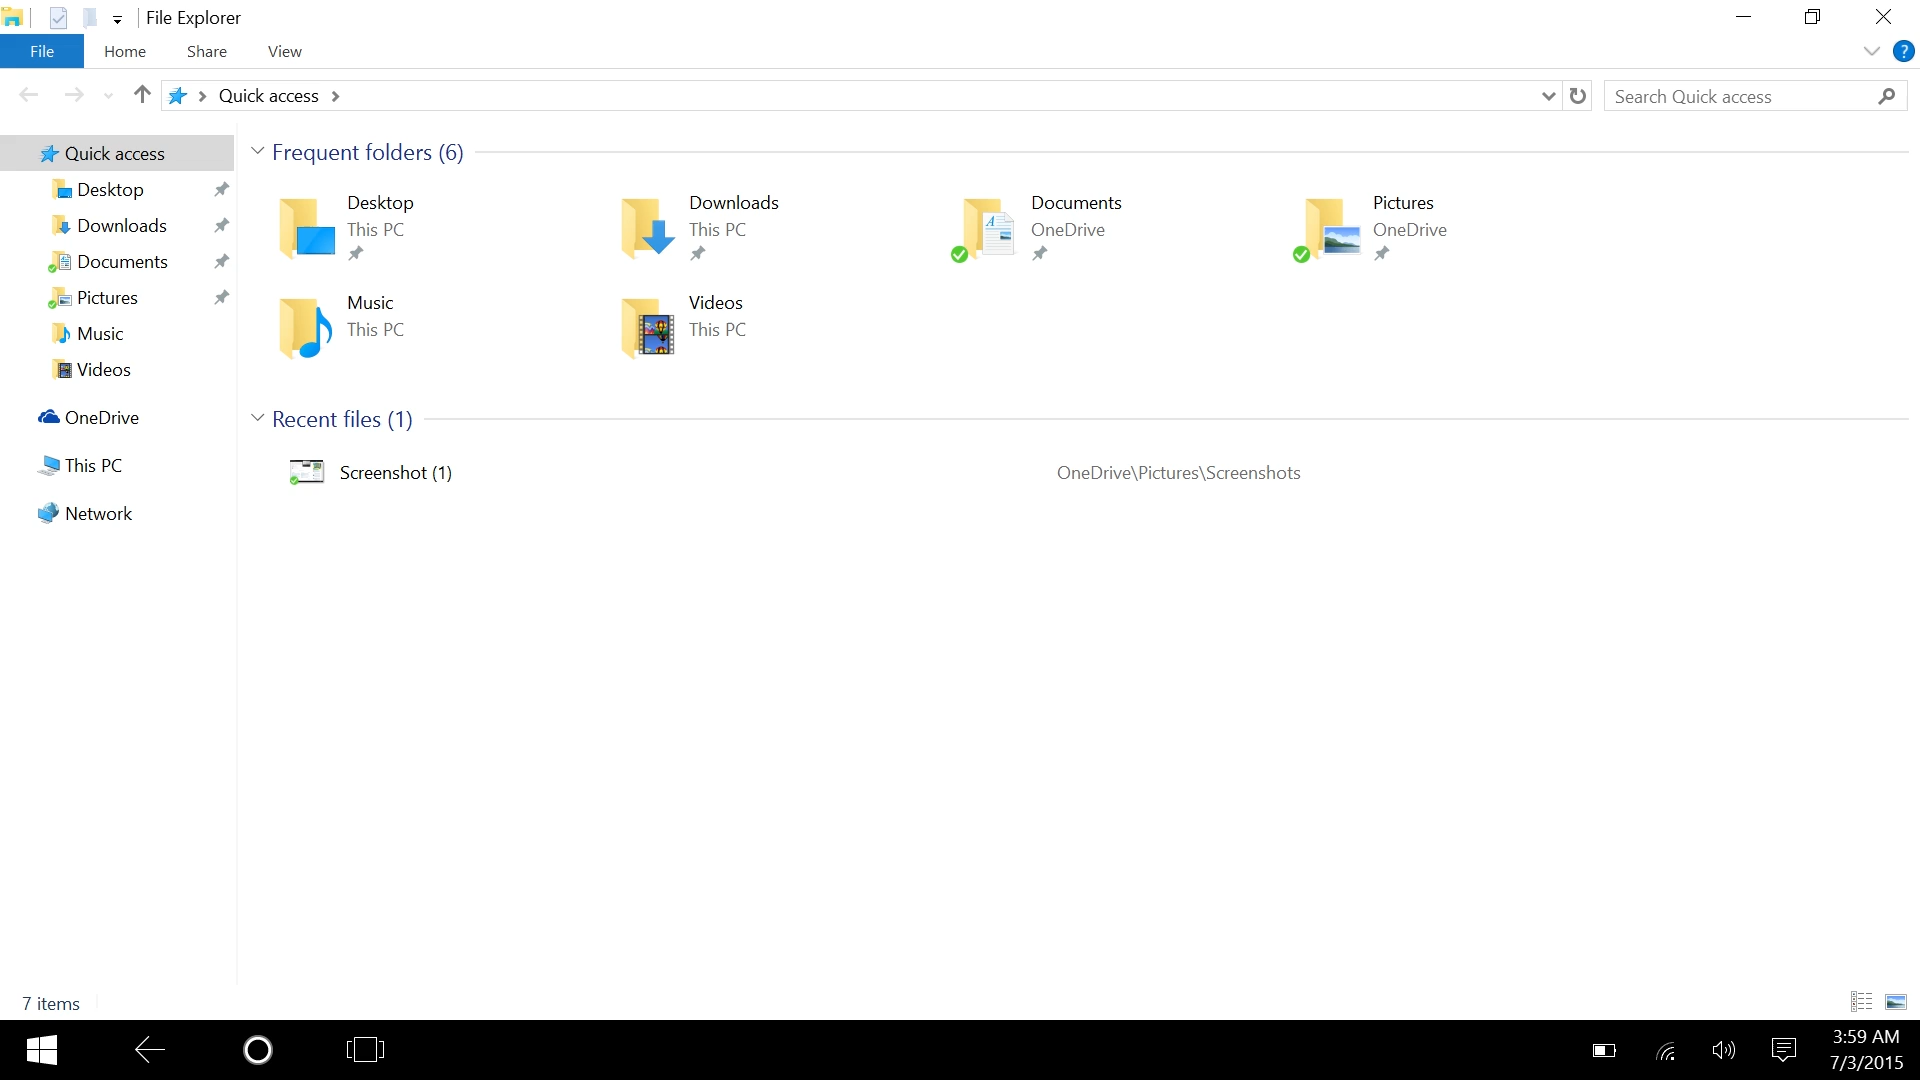 File Explorer
File Home Share View
?
Quick access
Search Quick access
Quick access
Desktop
Downloads
Documents
Pictures
Music
Videos
OneDrive
This PC
Network
Frequent folders (6)
Desktop
This PC
Downloads
This PC
Documents
OneDrive
Pictures
OneDrive
Music
This PC
Videos
This PC
Recent files (1)
Screenshot (1) OneDrive\Pictures\Screenshots
7 items
3:59 AM
7/3/2015